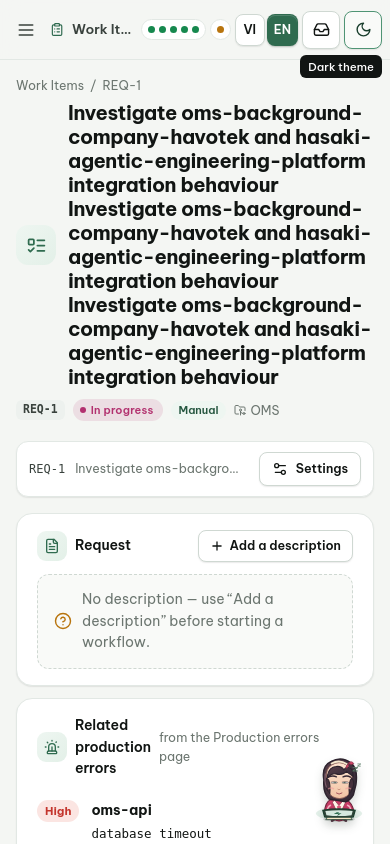 Work It...
VI
EN
Dark theme
Work Items / REQ-1
Investigate oms-background-
company-havotek and hasaki-
agentic-engineering-platform
integration behaviour
Investigate oms-background-
company-havotek and hasaki-
agentic-engineering-platform
integration behaviour
Investigate oms-background-
company-havotek and hasaki-
agentic-engineering-platform
integration behaviour
REQ-1 In progress Manual OMS
REQ-1 Investigate oms-backgro... Settings
Request
Add a description
No description — use “Add a
description” before starting a
workflow.
Related
production
errors
from the Production errors
page
High oms-api
database timeout